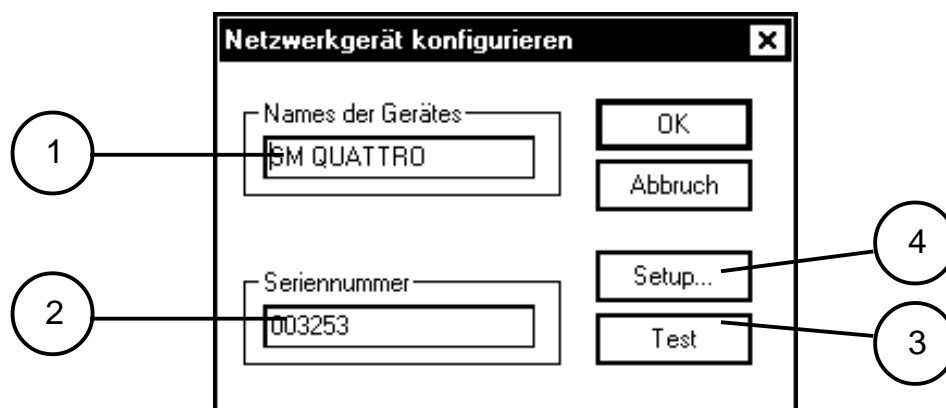 Netzwerkgerät konfigurieren
Names der Gerätes
OK
1
SM QUATTRO
Abbruch
4
Setup...
Seriennummer
2
003253
Test
3